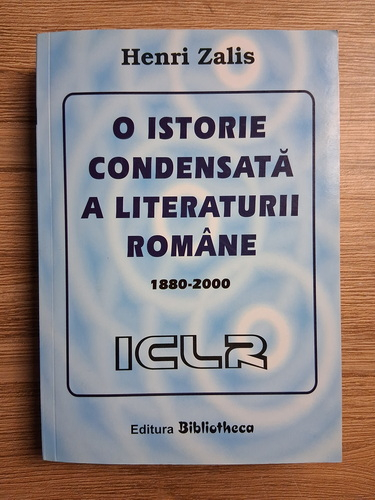 Henri Zalis
O ISTORIE
CONDENSATĂ
A LITERATURII
ROMÂNE
1880-2000
ICLR
Editura Bibliotheca